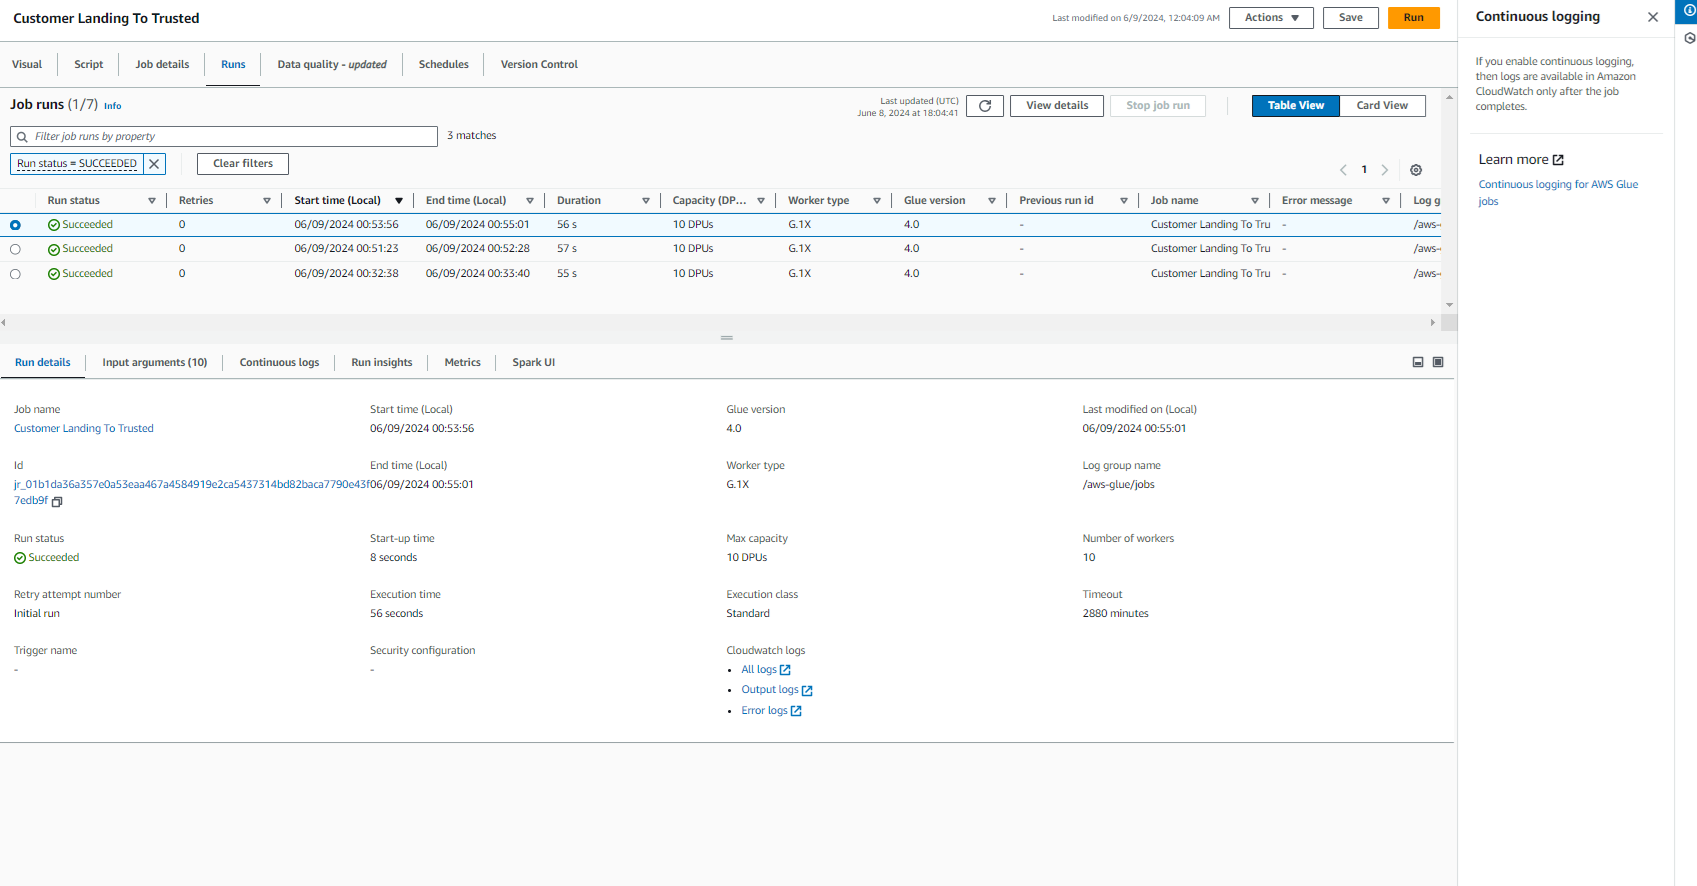 Customer Landing To Trusted
Last modified on 6/9/2024, 12:04:09 AM
Actions
Save
Run
Visual
Script
Job details
Runs
Data quality - updated
Schedules
Version Control
Job runs (1/7) Info
Last updated (UTC)
June 8, 2024 at 18:04:41
View details
Stop job run
Table View
Card View
Filter job runs by property
3 matches
Run status = SUCCEEDED
Clear filters
1
Run status Retries Start time (Local) End time (Local) Duration Capacity (DP... Worker type Glue version Previous run id Job name Error message Log g
Succeeded 0 06/09/2024 00:53:56 06/09/2024 00:55:01 56 s 10 DPUs G.1X 4.0 - Customer Landing To Tru - /aws-
Succeeded 0 06/09/2024 00:51:23 06/09/2024 00:52:28 57 s 10 DPUs G.1X 4.0 - Customer Landing To Tru - /aws-
Succeeded 0 06/09/2024 00:32:38 06/09/2024 00:33:40 55 s 10 DPUs G.1X 4.0 - Customer Landing To Tru - /aws-
Run details
Input arguments (10)
Continuous logs
Run insights
Metrics
Spark UI
Job name
Customer Landing To Trusted
Start time (Local)
06/09/2024 00:53:56
Glue version
4.0
Last modified on (Local)
06/09/2024 00:55:01
Id
jr_01b1da36a357e0a53eaa467a4584919e2ca5437314bd82baca7790e43f
7edb9f
End time (Local)
06/09/2024 00:55:01
Worker type
G.1X
Log group name
/aws-glue/jobs
Run status
Succeeded
Start-up time
8 seconds
Max capacity
10 DPUs
Number of workers
10
Retry attempt number
Initial run
Execution time
56 seconds
Execution class
Standard
Timeout
2880 minutes
Trigger name
-
Security configuration
-
Cloudwatch logs
• All logs
• Output logs
• Error logs
Continuous logging
If you enable continuous logging,
then logs are available in Amazon
CloudWatch only after the job
completes.
Learn more
Continuous logging for AWS Glue
jobs